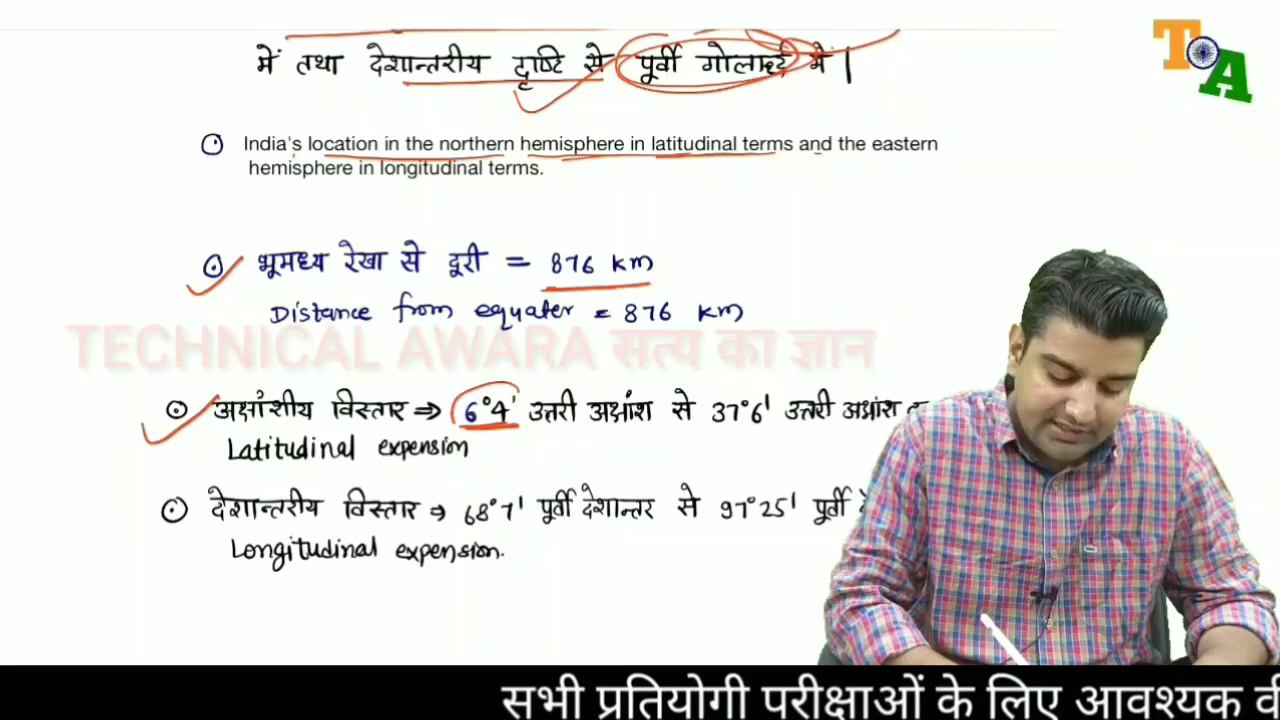 में तथा देशान्तरीय दृष्टि से पूर्वी गोलार्द्ध में |
T A
India's location in the northern hemisphere in latitudinal terms and the eastern
hemisphere in longitudinal terms.
भूमध्य रेखा से दूरी = 876 KM
Distance from equater = 876 KM
TECHNICAL AWARA सत्य का ज्ञान
अक्षांशीय विस्तार ⇒ 6°4' उत्तरी अक्षांश से 37°6' उत्तरी अक्षांश
Latitudinal expension
देशान्तरीय विस्तार ⇒ 68°7' पूर्वी देशान्तर से 97°25' पूर्वी
Longitudinal expension.
सभी प्रतियोगी परीक्षाओं के लिए आवश्यक